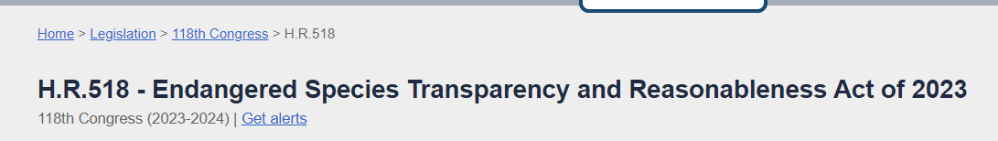 Home > Legislation > 118th Congress > H.R.518
H.R.518 - Endangered Species Transparency and Reasonableness Act of 2023
118th Congress (2023-2024) | Get alerts